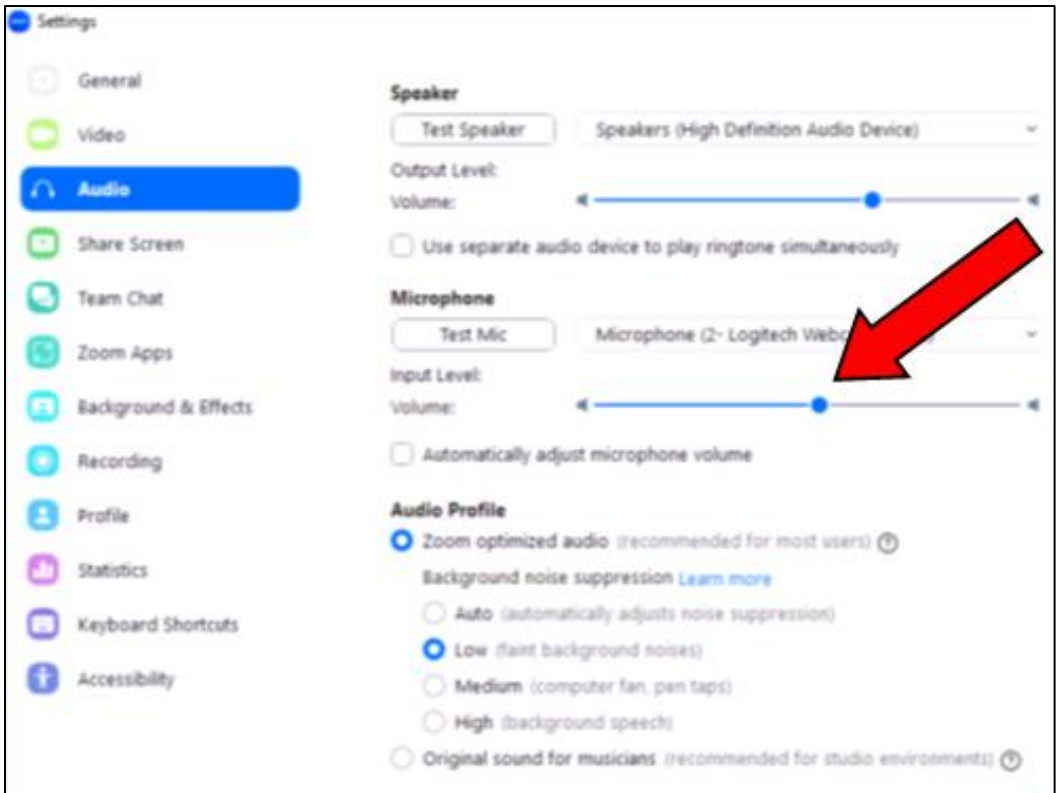 Settings
General
Video
Audio
Share Screen
Team Chat
Zoom Apps
Background & Effects
Recording
Profile
Statistics
Keyboard Shortcuts
Accessibility
Speaker
Test Speaker Speakers (High Definition Audio Device)
Output Level:
Volume:
Use separate audio device to play ringtone simultaneously
Microphone
Test Mic Microphone (2- Logitech
Input Level:
Volume:
Automatically adjust microphone volume
Audio Profile
Zoom optimized audio (recommended for most users)
Background noise suppression Learn more
Auto (automatically adjusts noise suppression)
Low (faint background noises)
Medium (computer fan, pen taps)
High (background speech)
Original sound for musicians (recommended for studio environments)